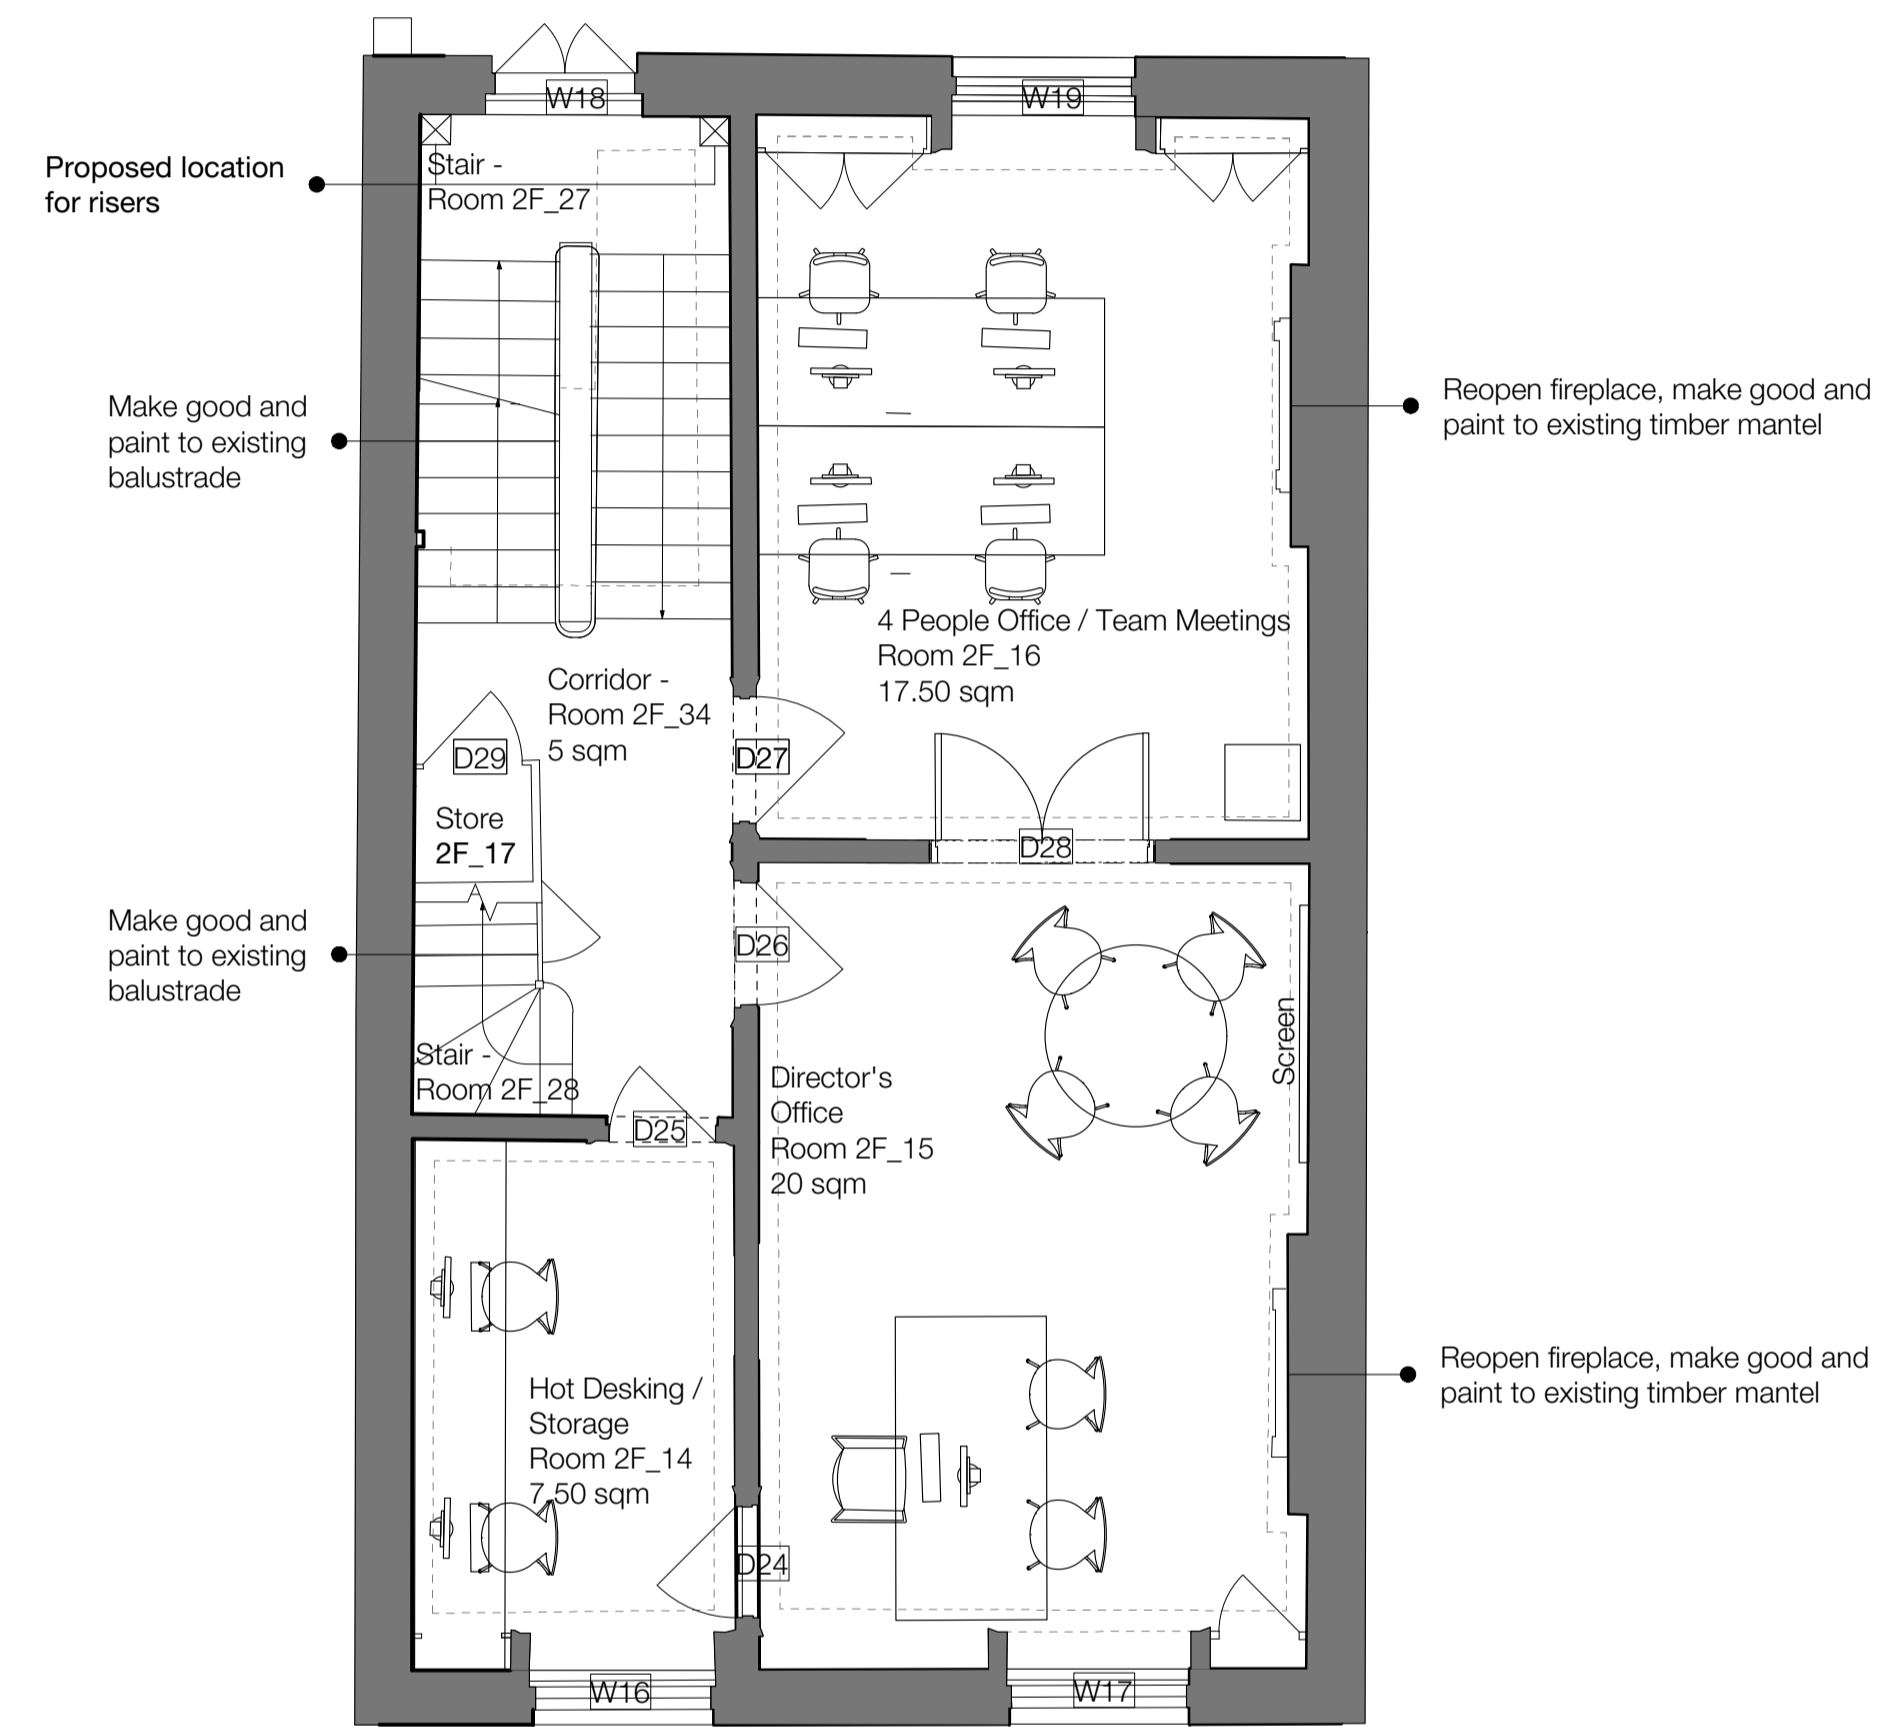 W18
W19
Proposed location
for risers
Stair -
Room 2F_27
Make good and
paint to existing
balustrade
Reopen fireplace, make good and
paint to existing timber mantel
4 People Office / Team Meetings
Room 2F_16
17.50 sqm
Corridor -
Room 2F_34
5 sqm
D29
D27
Store
2F_17
D28
Make good and
paint to existing
balustrade
D26
Screen
Stair -
Room 2F_28
D25
Director's
Office
Room 2F_15
20 sqm
Reopen fireplace, make good and
paint to existing timber mantel
Hot Desking /
Storage
Room 2F_14
7.50 sqm
D24
W16
W17